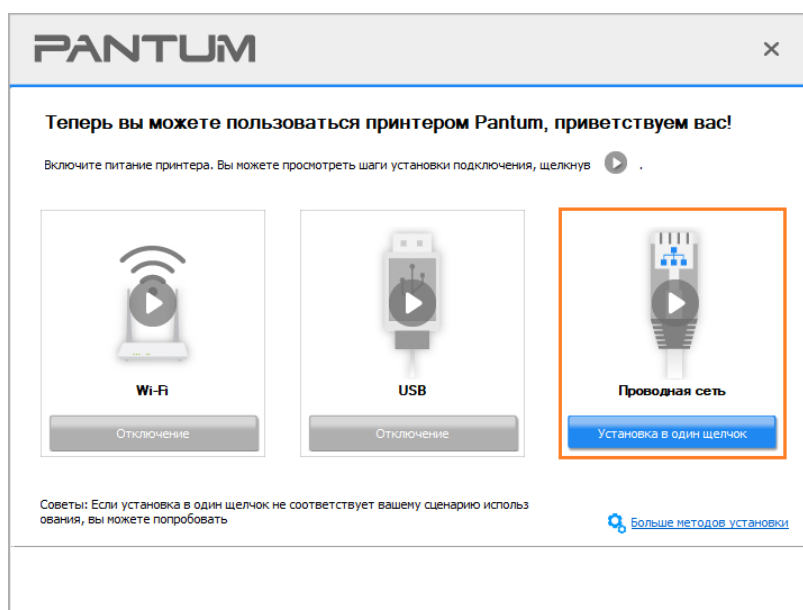 PANTUM
Теперь вы можете пользоваться принтером Pantum, приветствуем вас!
Включите питание принтера. Вы можете просмотреть шаги установки подключения, щелкнув .
Wi-Fi
USB
Проводная сеть
Отключение
Отключение
Установка в один щелчок
Советы: Если установка в один щелчок не соответствует вашему сценарию использ
ования, вы можете попробовать
Больше методов установки